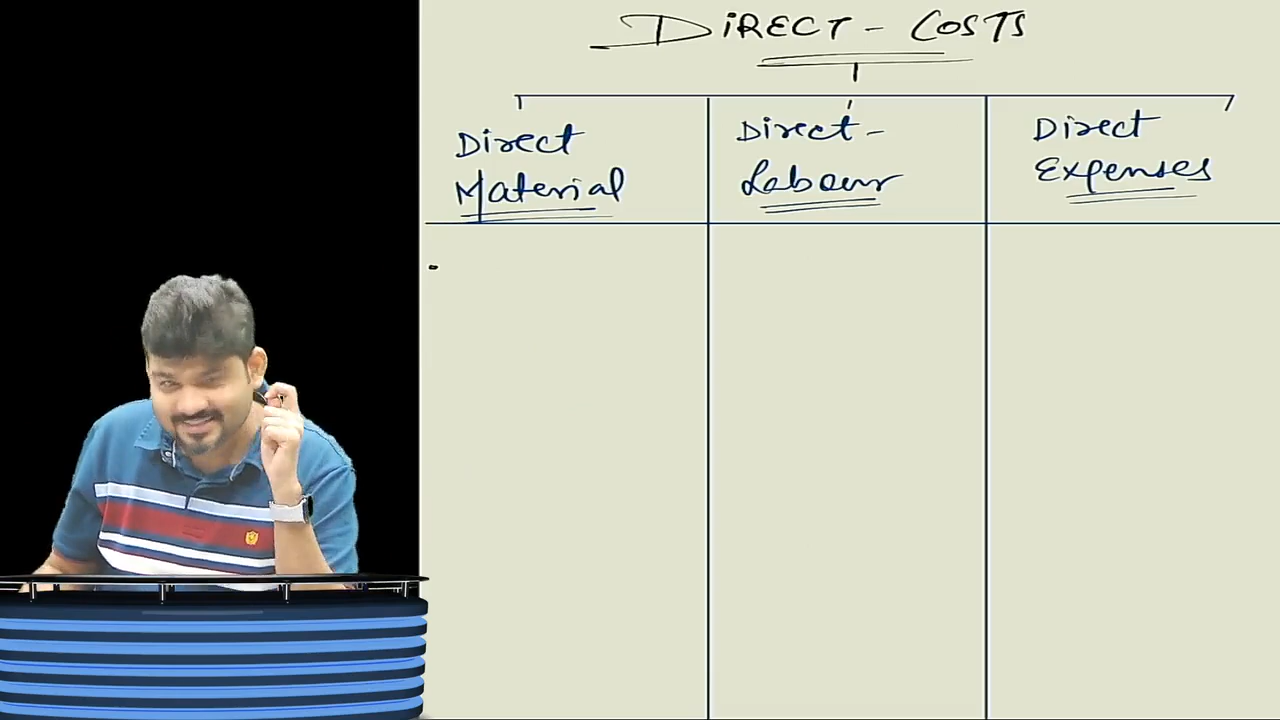 DIRECT - COSTS
Direct
Material
Direct -
Labour
Direct
Expenses